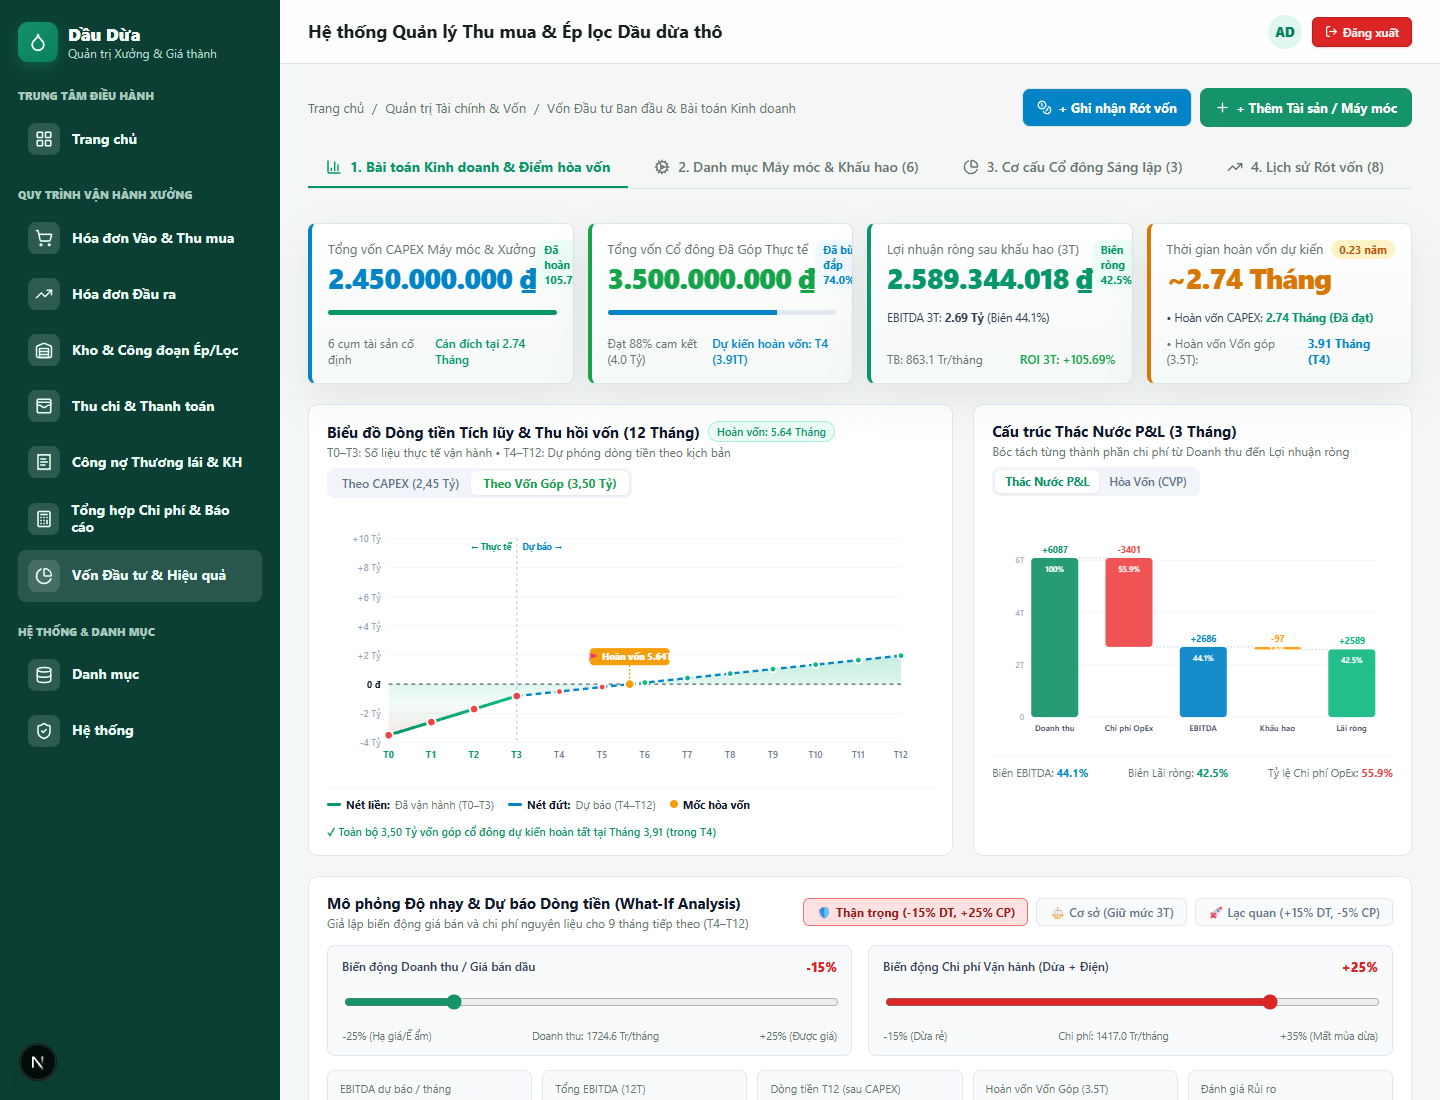 Dầu Dừa
Quản trị Xưởng & Giá thành
TRUNG TÂM ĐIỀU HÀNH
Trang chủ
QUY TRÌNH VẬN HÀNH XƯỞNG
Hóa đơn Vào & Thu mua
Hóa đơn Đầu ra
Kho & Công đoạn Ép/Lọc
Thu chi & Thanh toán
Công nợ Thương lái & KH
Tổng hợp Chi phí & Báo
cáo
Vốn Đầu tư & Hiệu quả
HỆ THỐNG & DANH MỤC
Danh mục
Hệ thống
N
Hệ thống Quản lý Thu mua & Ép lọc Dầu dừa thô
AD
Đăng xuất
Trang chủ / Quản trị Tài chính & Vốn / Vốn Đầu tư Ban đầu & Bài toán Kinh doanh
+ Ghi nhận Rót vốn
+ Thêm Tài sản / Máy móc
1. Bài toán Kinh doanh & Điểm hòa vốn
2. Danh mục Máy móc & Khấu hao (6)
3. Cơ cấu Cổ đông Sáng lập (3)
4. Lịch sử Rót vốn (8)
Tổng vốn CAPEX Máy móc & Xưởng
2.450.000.000 ₫
Đã
hoàn
105.7
6 cụm tài sản cố
định
Cán đích tại 2.74
Tháng
Tổng vốn Cổ đông Đã Góp Thực tế
3.500.000.000 ₫
Đã bù
đắp
74.0%
Đạt 88% cam kết
(4.0 Tỷ)
Dự kiến hoàn vốn: T4
(3.91T)
Lợi nhuận ròng sau khấu hao (3T)
2.589.344.018 ₫
Biên
ròng
42.5%
EBITDA 3T: 2.69 Tỷ (Biên 44.1%)
TB: 863.1 Tr/tháng
ROI 3T: +105.69%
Thời gian hoàn vốn dự kiến
0.23 năm
~2.74 Tháng
• Hoàn vốn CAPEX: 2.74 Tháng (Đã đạt)
• Hoàn vốn Vốn góp
(3.5T):
3.91 Tháng
(T4)
Biểu đồ Dòng tiền Tích lũy & Thu hồi vốn (12 Tháng)
Hoàn vốn: 5.64 Tháng
T0–T3: Số liệu thực tế vận hành • T4–T12: Dự phóng dòng tiền theo kịch bản
Theo CAPEX (2,45 Tỷ)
Theo Vốn Góp (3,50 Tỷ)
+10 Tỷ
+8 Tỷ
+6 Tỷ
+4 Tỷ
+2 Tỷ
0 đ
-2 Tỷ
-4 Tỷ
← Thực tế
Dự báo →
Hoàn vốn 5.64T
T0 T1 T2 T3 T4 T5 T6 T7 T8 T9 T10 T11 T12
Nét liền: Đã vận hành (T0–T3)
Nét đứt: Dự báo (T4–T12)
Mốc hòa vốn
✓ Toàn bộ 3,50 Tỷ vốn góp cổ đông dự kiến hoàn tất tại Tháng 3,91 (trong T4)
Cấu trúc Thác Nước P&L (3 Tháng)
Bóc tách từng thành phần chi phí từ Doanh thu đến Lợi nhuận ròng
Thác Nước P&L
Hòa Vốn (CVP)
6T
4T
2T
0
+6087
100%
-3401
55.9%
+2686
44.1%
-97
+2589
42.5%
Doanh thu
Chi phí OpEx
EBITDA
Khấu hao
Lãi ròng
Biên EBITDA: 44.1%
Biên Lãi ròng: 42.5%
Tỷ lệ Chi phí OpEx: 55.9%
Mô phỏng Độ nhạy & Dự báo Dòng tiền (What-If Analysis)
Giả lập biến động giá bán và chi phí nguyên liệu cho 9 tháng tiếp theo (T4–T12)
Thận trọng (-15% DT, +25% CP)
Cơ sở (Giữ mức 3T)
Lạc quan (+15% DT, -5% CP)
Biến động Doanh thu / Giá bán dầu
-15%
-25% (Hạ giá/Ế ẩm)
Doanh thu: 1724.6 Tr/tháng
+25% (Được giá)
Biến động Chi phí Vận hành (Dừa + Điện)
+25%
-15% (Dừa rẻ)
Chi phí: 1417.0 Tr/tháng
+35% (Mất mùa dừa)
EBITDA dự báo / tháng
Tổng EBITDA (12T)
Dòng tiền T12 (sau CAPEX)
Hoàn vốn Vốn Góp (3.5T)
Đánh giá Rủi ro